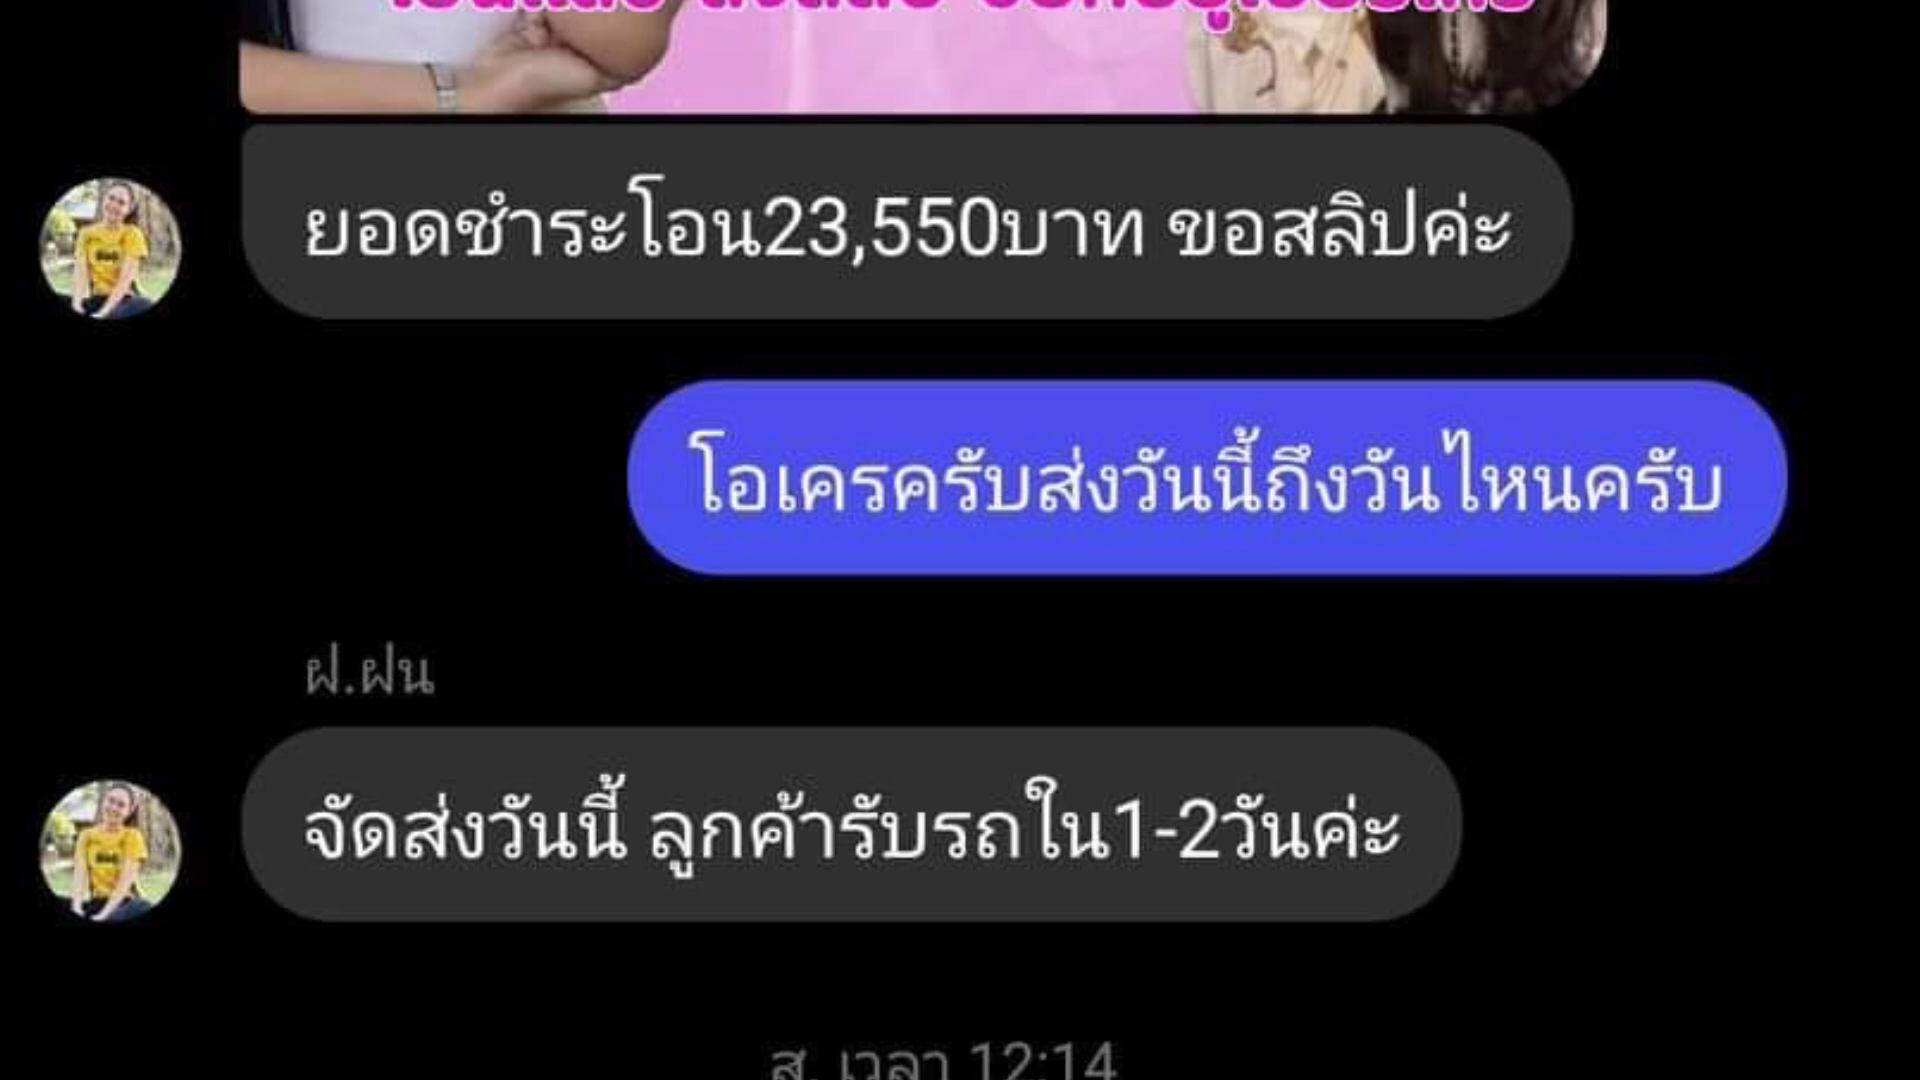 ยอดชำระโอน23,550บาท ขอสลิปค่ะ
โอเครครับส่งวันนี้ถึงวันไหนครับ
ฝ.ฝน
จัดส่งวันนี้ ลูกค้ารับรถใน1-2วันค่ะ
ส. เวลา 12:14